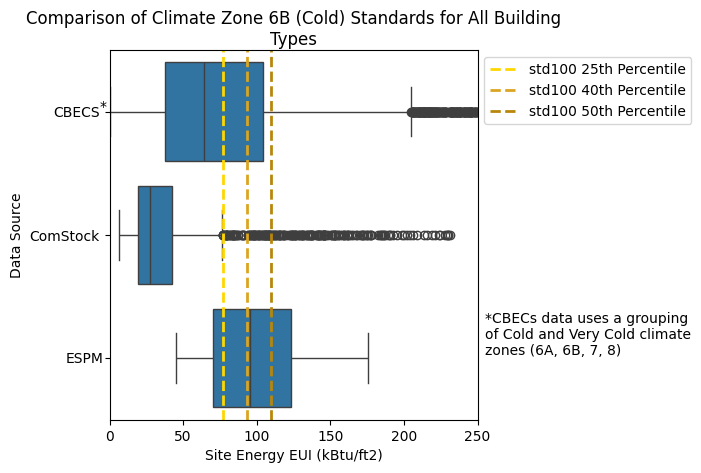 Comparison of Climate Zone 6B (Cold) Standards for All Building
Types
std100 25th Percentile
std100 40th Percentile
std100 50th Percentile
Data Source
CBECS*
ComStock
ESPM
*CBECs data uses a grouping
of Cold and Very Cold climate
zones (6A, 6B, 7, 8)
0 50 100 150 200 250
Site Energy EUI (kBtu/ft2)